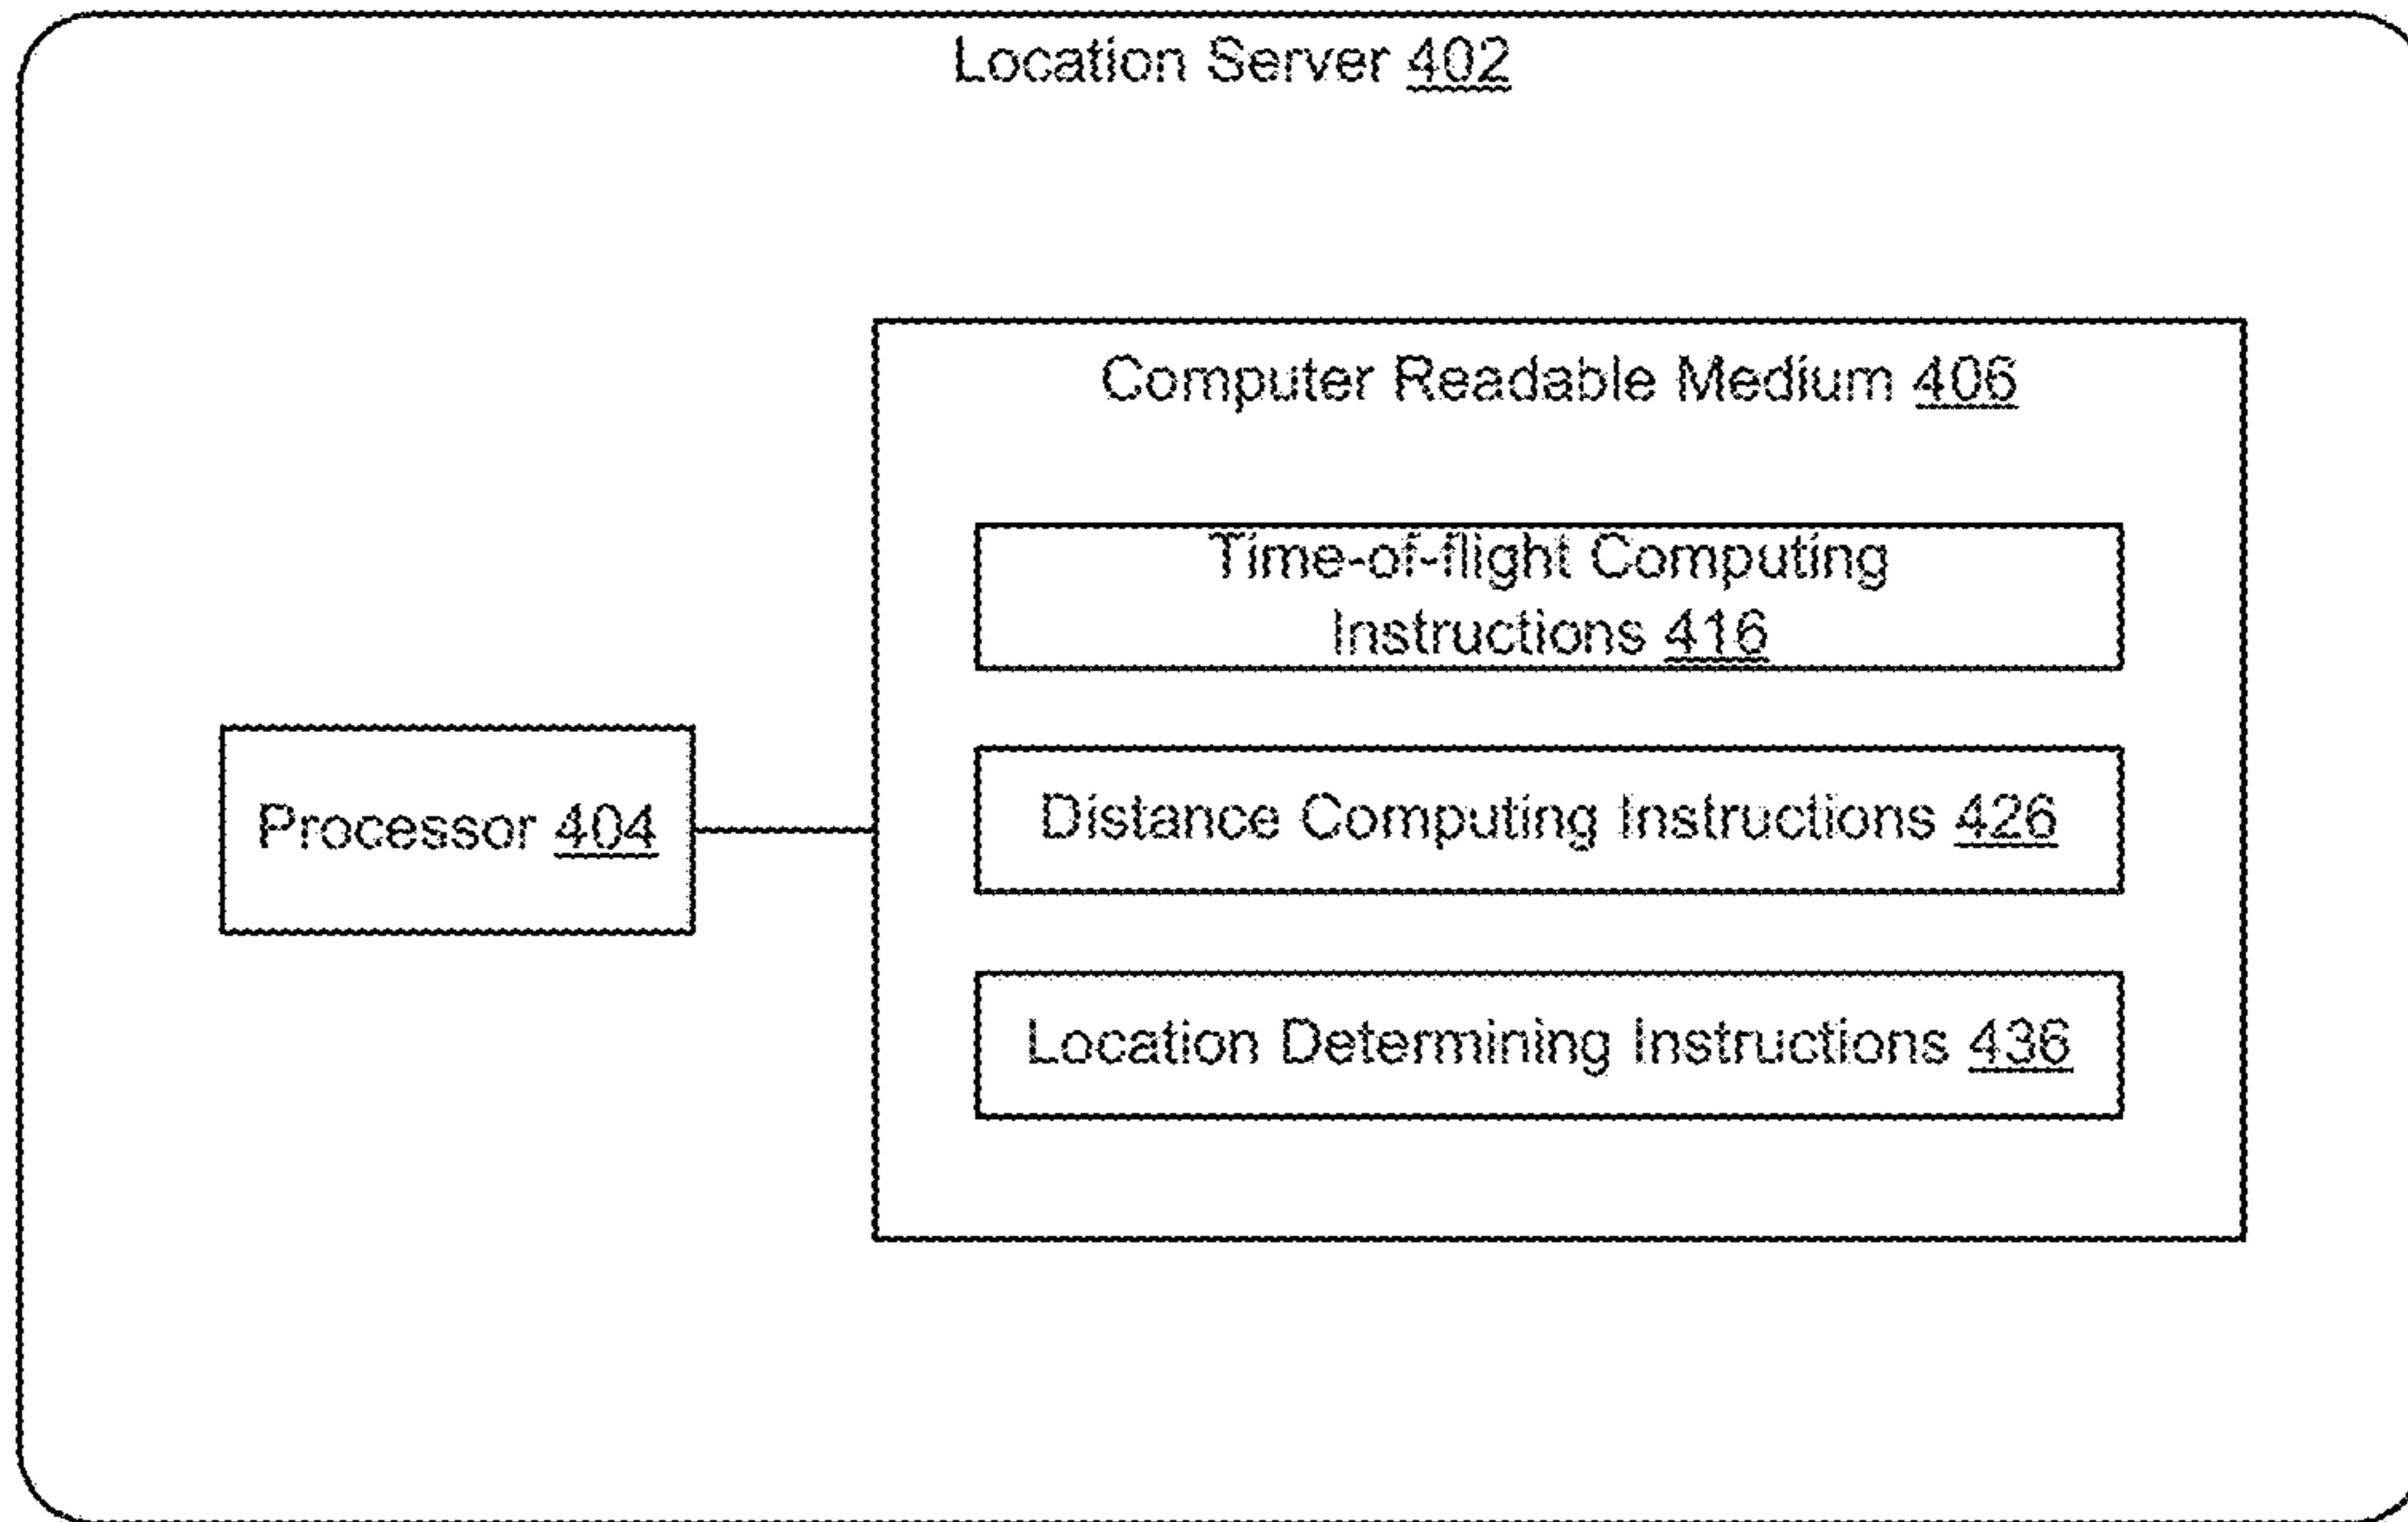 Location Server 402
Computer Readable Medium 406
Time-of-flight Computing
Instructions 416
Processor 404
Distance Computing Instructions 426
Location Determining Instructions 436